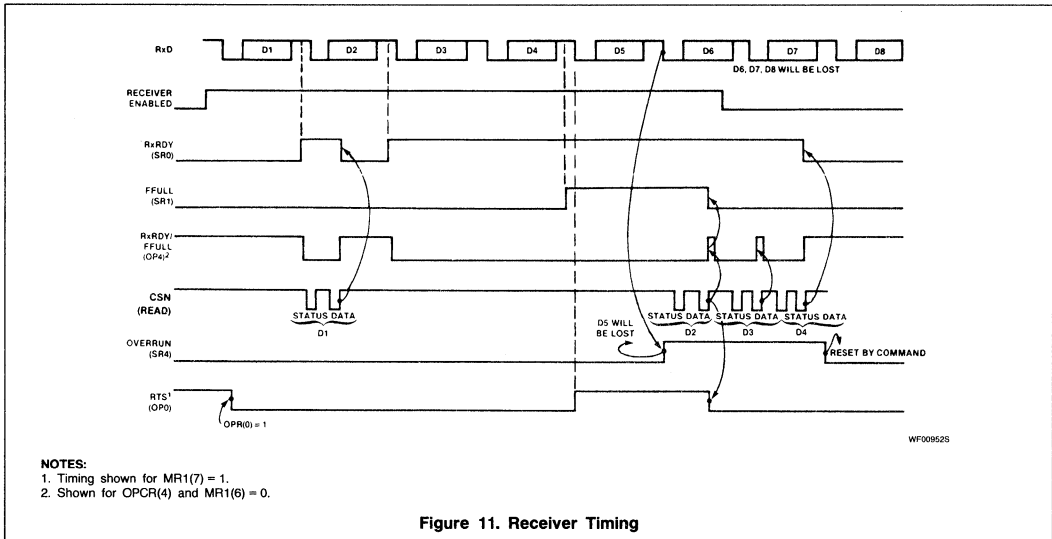 RxD
D1 D2 D3 D4 D5 D6 D7 D8
D6, D7, D8 WILL BE LOST
RECEIVER
ENABLED
RxRDY
(SR0)
FFULL
(SR1)
RxRDY/
FFULL
(OP4)2
CSN
(READ)
STATUS DATA
D1
STATUS DATA STATUS DATA STATUS DATA
D2 D3 D4
D5 WILL
BE LOST
OVERRUN
(SR4)
RESET BY COMMAND
RTS1
(OP0)
OPR(0) = 1
WF00952S
NOTES:
1. Timing shown for MR1(7) = 1.
2. Shown for OPCR(4) and MR1(6) = 0.
Figure 11. Receiver Timing